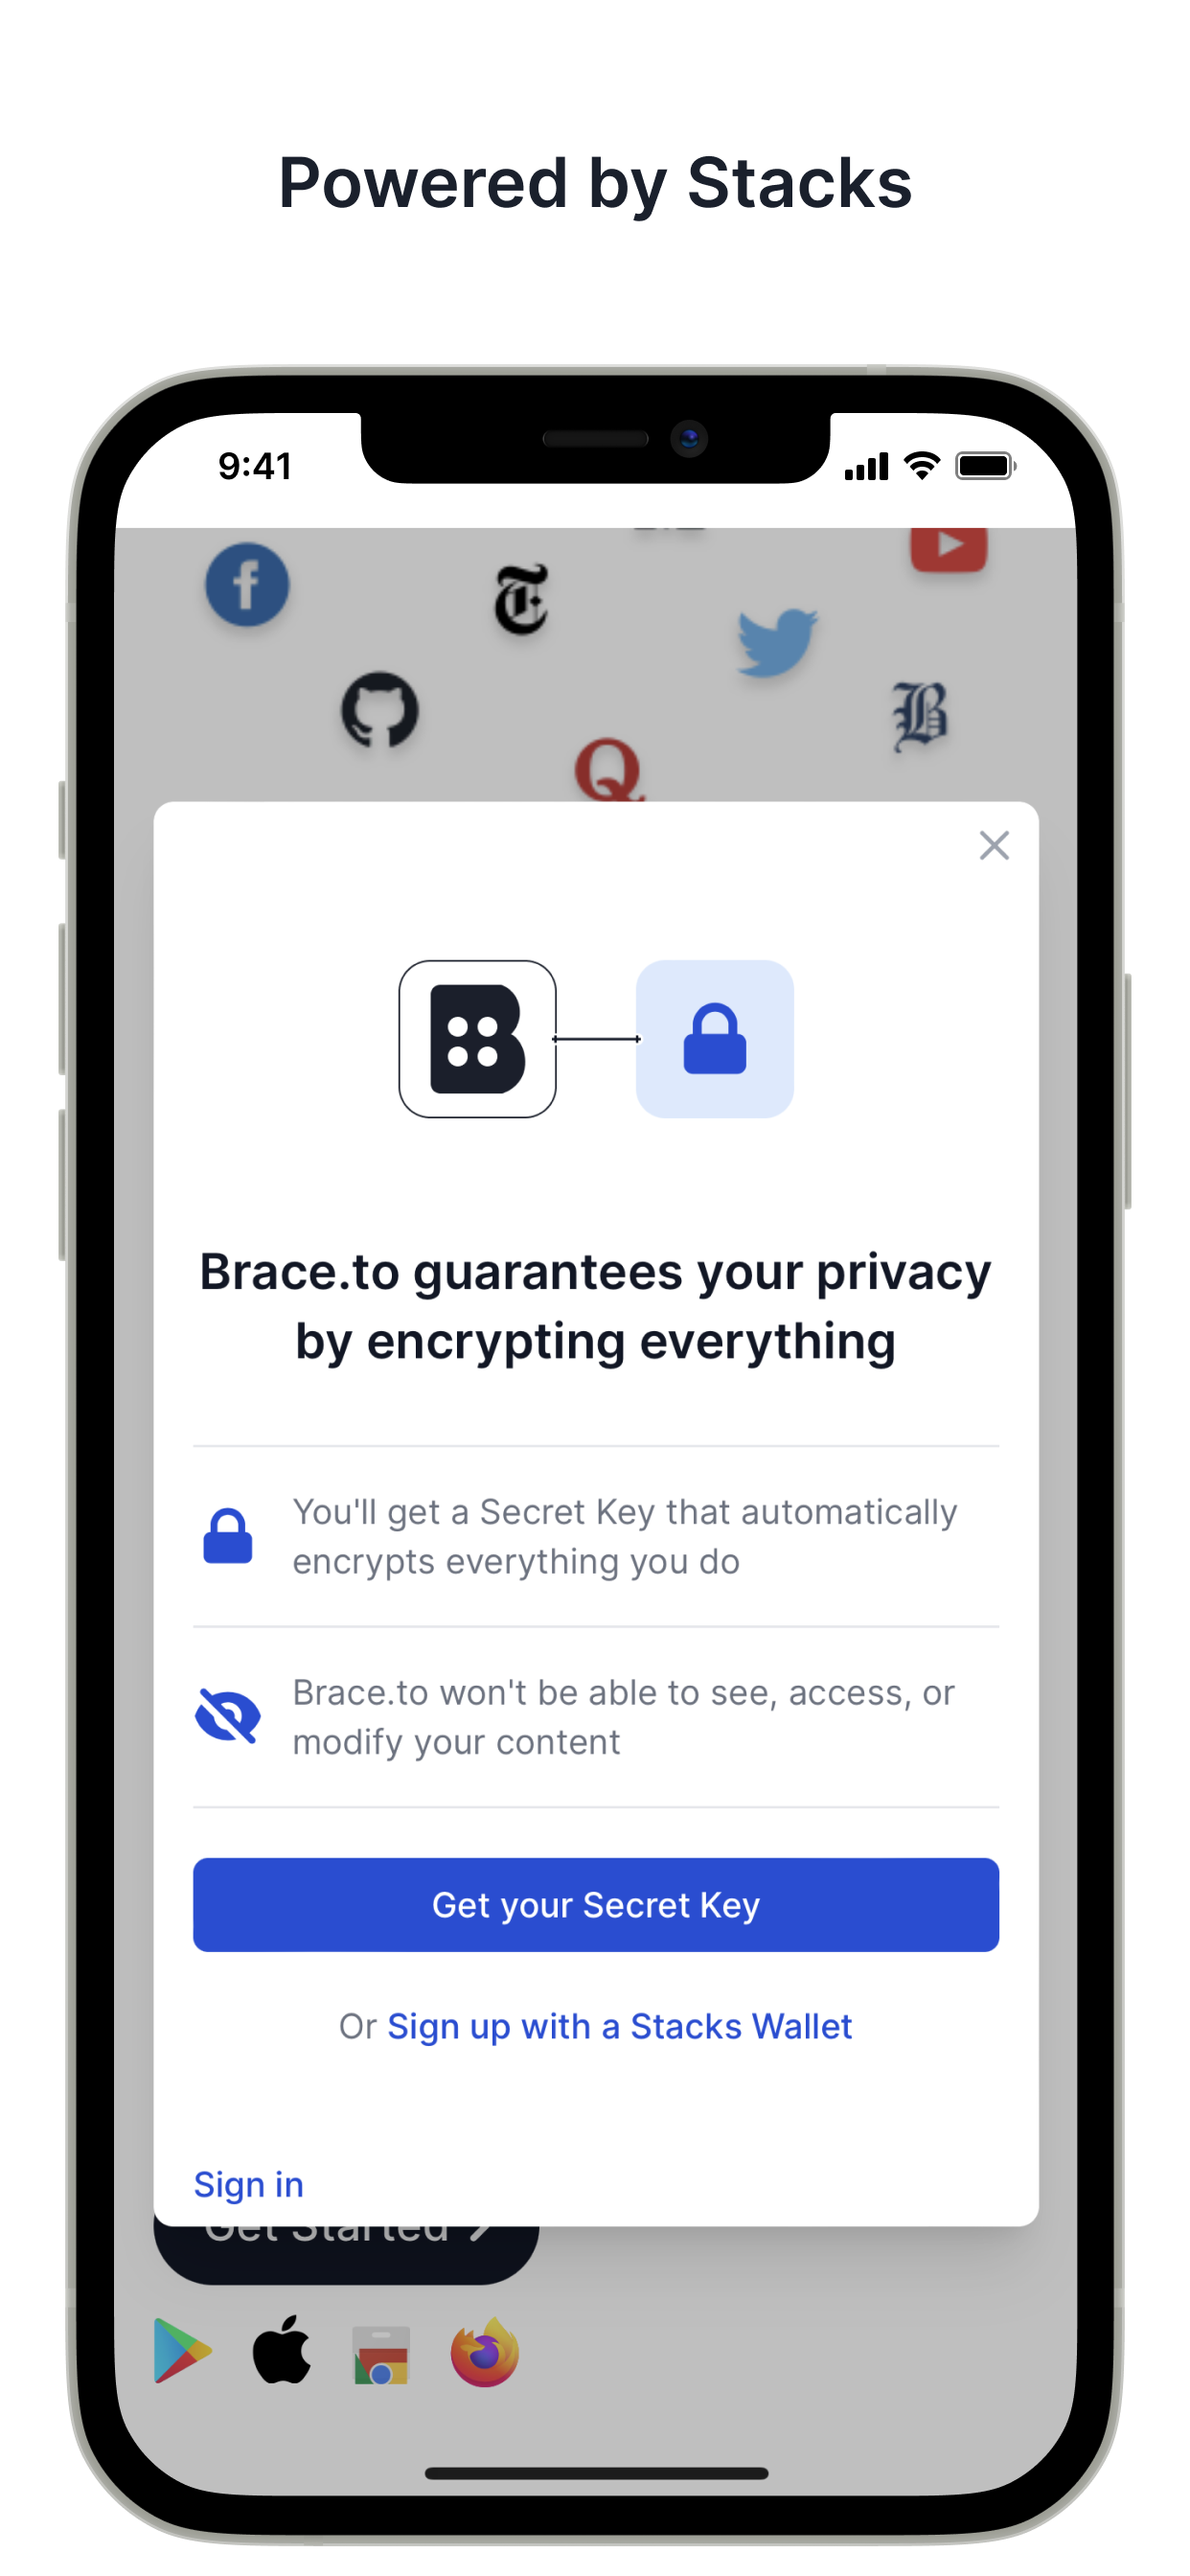 Powered by Stacks
9:41
Brace.to guarantees your privacy
by encrypting everything
You'll get a Secret Key that automatically
encrypts everything you do
Brace.to won't be able to see, access, or
modify your content
Get your Secret Key
Or Sign up with a Stacks Wallet
Sign in
Get Started